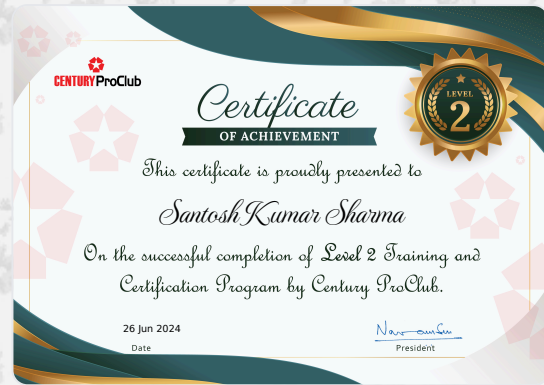 CENTURY ProClub
LEVEL
2
Certificate
OF ACHIEVEMENT
This certificate is proudly presented to
Santosh Kumar Sharma
On the successful completion of Level 2 Training and
Certification Program by Century ProClub.
26 Jun 2024
Date
President